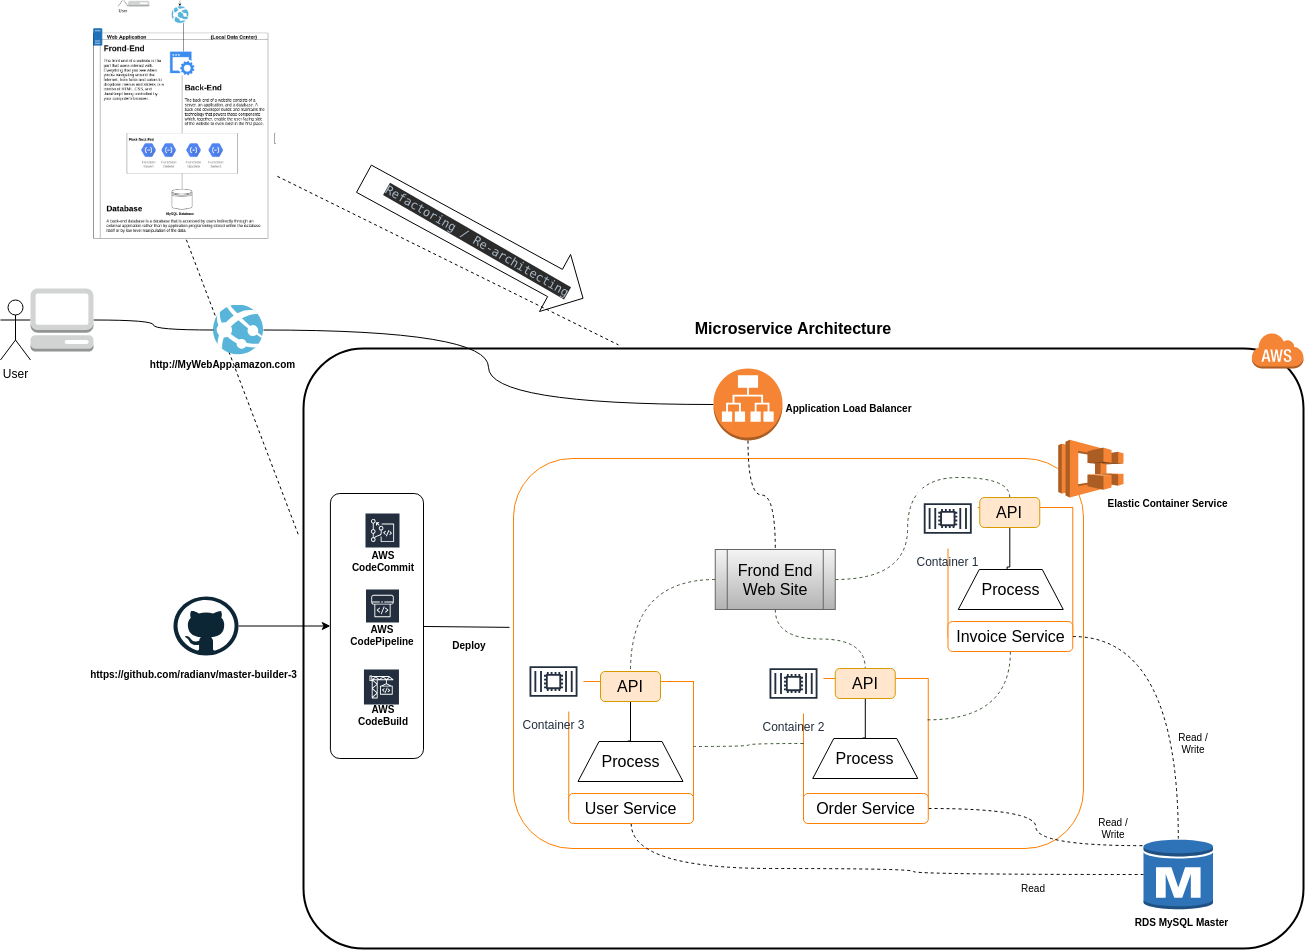 User
Web Application
(Local Data Center)
Frond-End
The front end of a website is the
part that users interact with.
Everything that you see when
you're navigating around the
Internet, from fonts and colors to
dropdown menus and sliders, is a
combo of HTML, CSS, and
JavaScript being controlled by
your computer's browser.
Back-End
The back end of a website consists of a
server, an application, and a database. A
back-end developer builds and maintains the
technology that powers those components
which, together, enable the user-facing side
of the website to even exist in the first place.
MySQL Database
Database
A back-end database is a database that is accessed by users indirectly through an
external application rather than by application programming stored within the database
itself or by low level manipulation of the data
Refactoring / Re-architecting
User
http://MyWebApp.amazon.com
Microservice Architecture
AWS
Application Load Balancer
Elastic Container Service
AWS
CodeCommit
AWS
CodePipeline
AWS
CodeBuild
Deploy
https://github.com/radianv/master-builder-3
Frond End
Web Site
API
Container 1
Process
Invoice Service
API
Container 3
Process
User Service
API
Container 2
Process
Order Service
Read /
Write
Read /
Write
Read
M
RDS MySQL Master